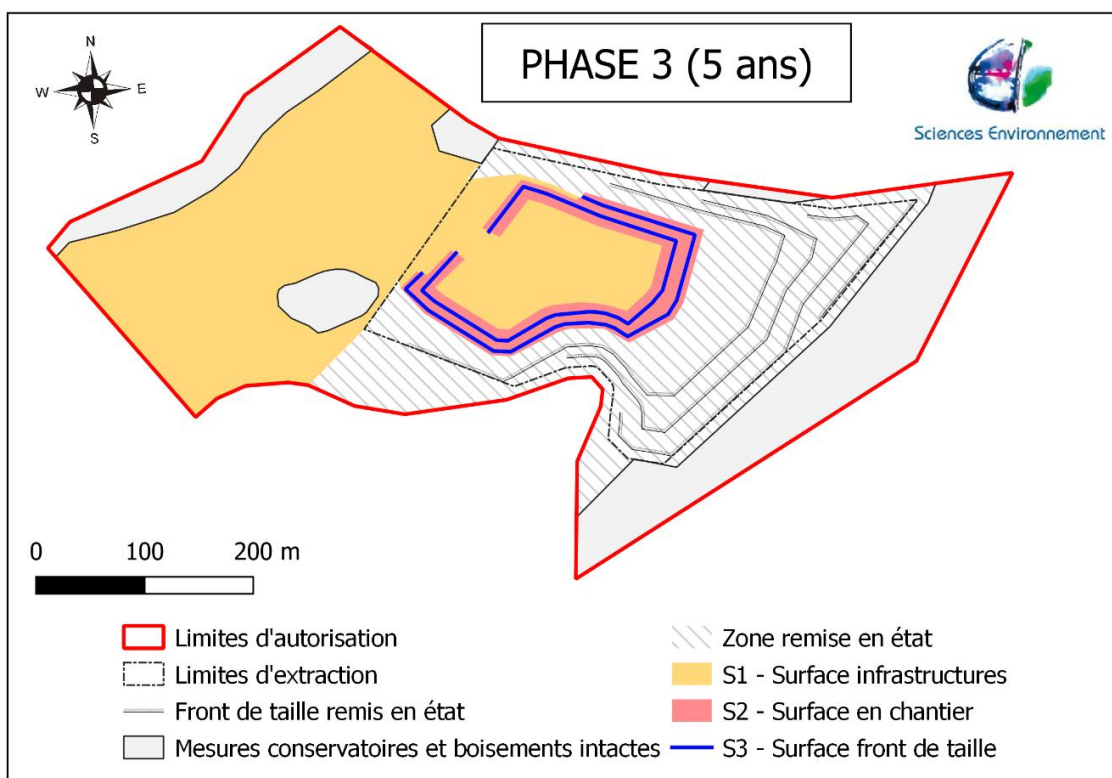 PHASE 3 (5 ans)
N
W E
S
Sciences Environnement
0 100 200 m
Limites d'autorisation
Limites d'extraction
Front de taille remis en état
Mesures conservatoires et boisements intactes
Zone remise en état
S1 - Surface infrastructures
S2 - Surface en chantier
S3 - Surface front de taille